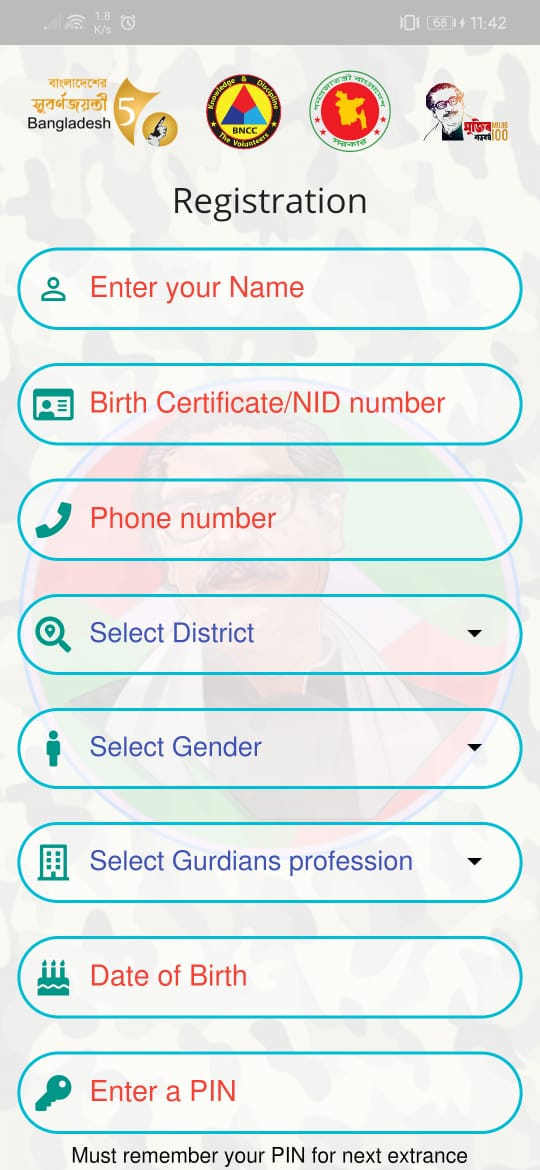 1.8
K/s
68
11:42
বাংলাদেশের
সুবর্ণজয়ন্তী
50
Bangladesh
Knowledge & Discipline
BNCC
The Volunteers
গণপ্রজাতন্ত্রী বাংলাদেশ
সরকার
মুজিব MUJIB
শতবর্ষ 100
Registration
Enter your Name
Birth Certificate/NID number
Phone number
Select District
Select Gender
Select Gurdians profession
Date of Birth
Enter a PIN
Must remember your PIN for next extrance